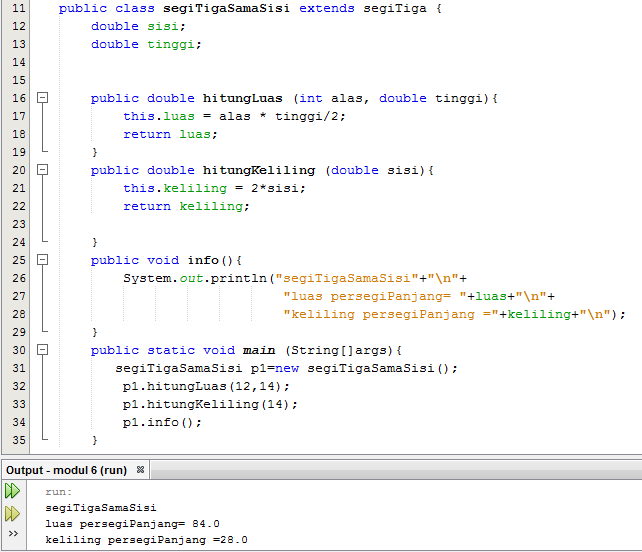 11 public class segiTigaSamaSisi extends segiTiga {
12 double sisi;
13 double tinggi;
14
15
16 public double hitungLuas (int alas, double tinggi){
17 this.luas = alas * tinggi/2;
18 return luas;
19 }
20 public double hitungKeliling (double sisi){
21 this.keliling = 2*sisi;
22 return keliling;
23
24 }
25 public void info(){
26 System.out.println("segiTigaSamaSisi"+"\n"+
27 "luas persegiPanjang= "+luas+"\n"+
28 "keliling persegiPanjang ="+keliling+"\n");
29 }
30 public static void main (String[]args){
31 segiTigaSamaSisi p1=new segiTigaSamaSisi();
32 p1.hitungLuas(12,14);
33 p1.hitungKeliling(14);
34 p1.info();
35 }
Output - modul 6 (run)
run:
segiTigaSamaSisi
luas persegiPanjang= 84.0
keliling persegiPanjang =28.0